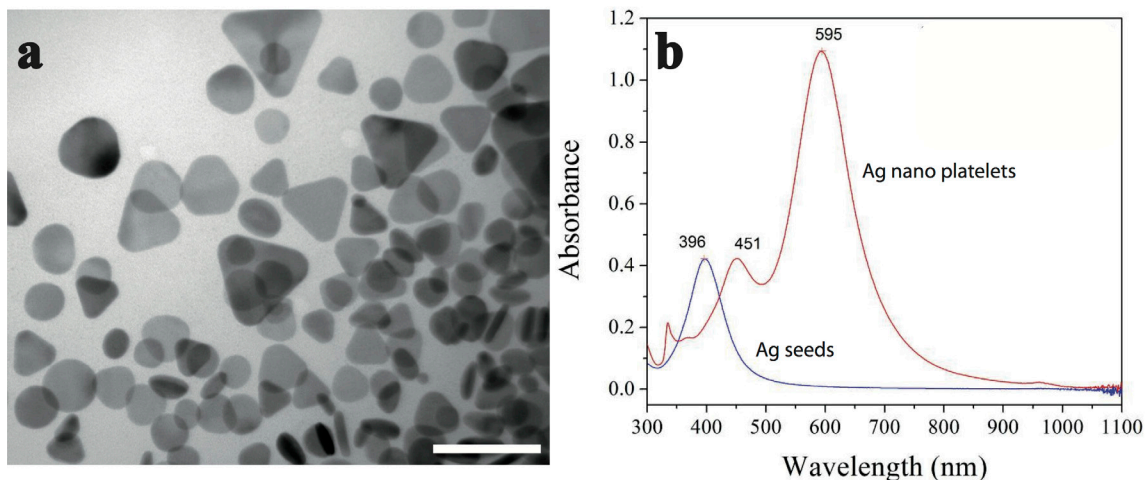 a
b
595
451
396
Ag nano platelets
Ag seeds
1.2
1.0
0.8
0.6
0.4
0.2
0.0
Absorbance
300 400 500 600 700 800 900 1000 1100
Wavelength (nm)